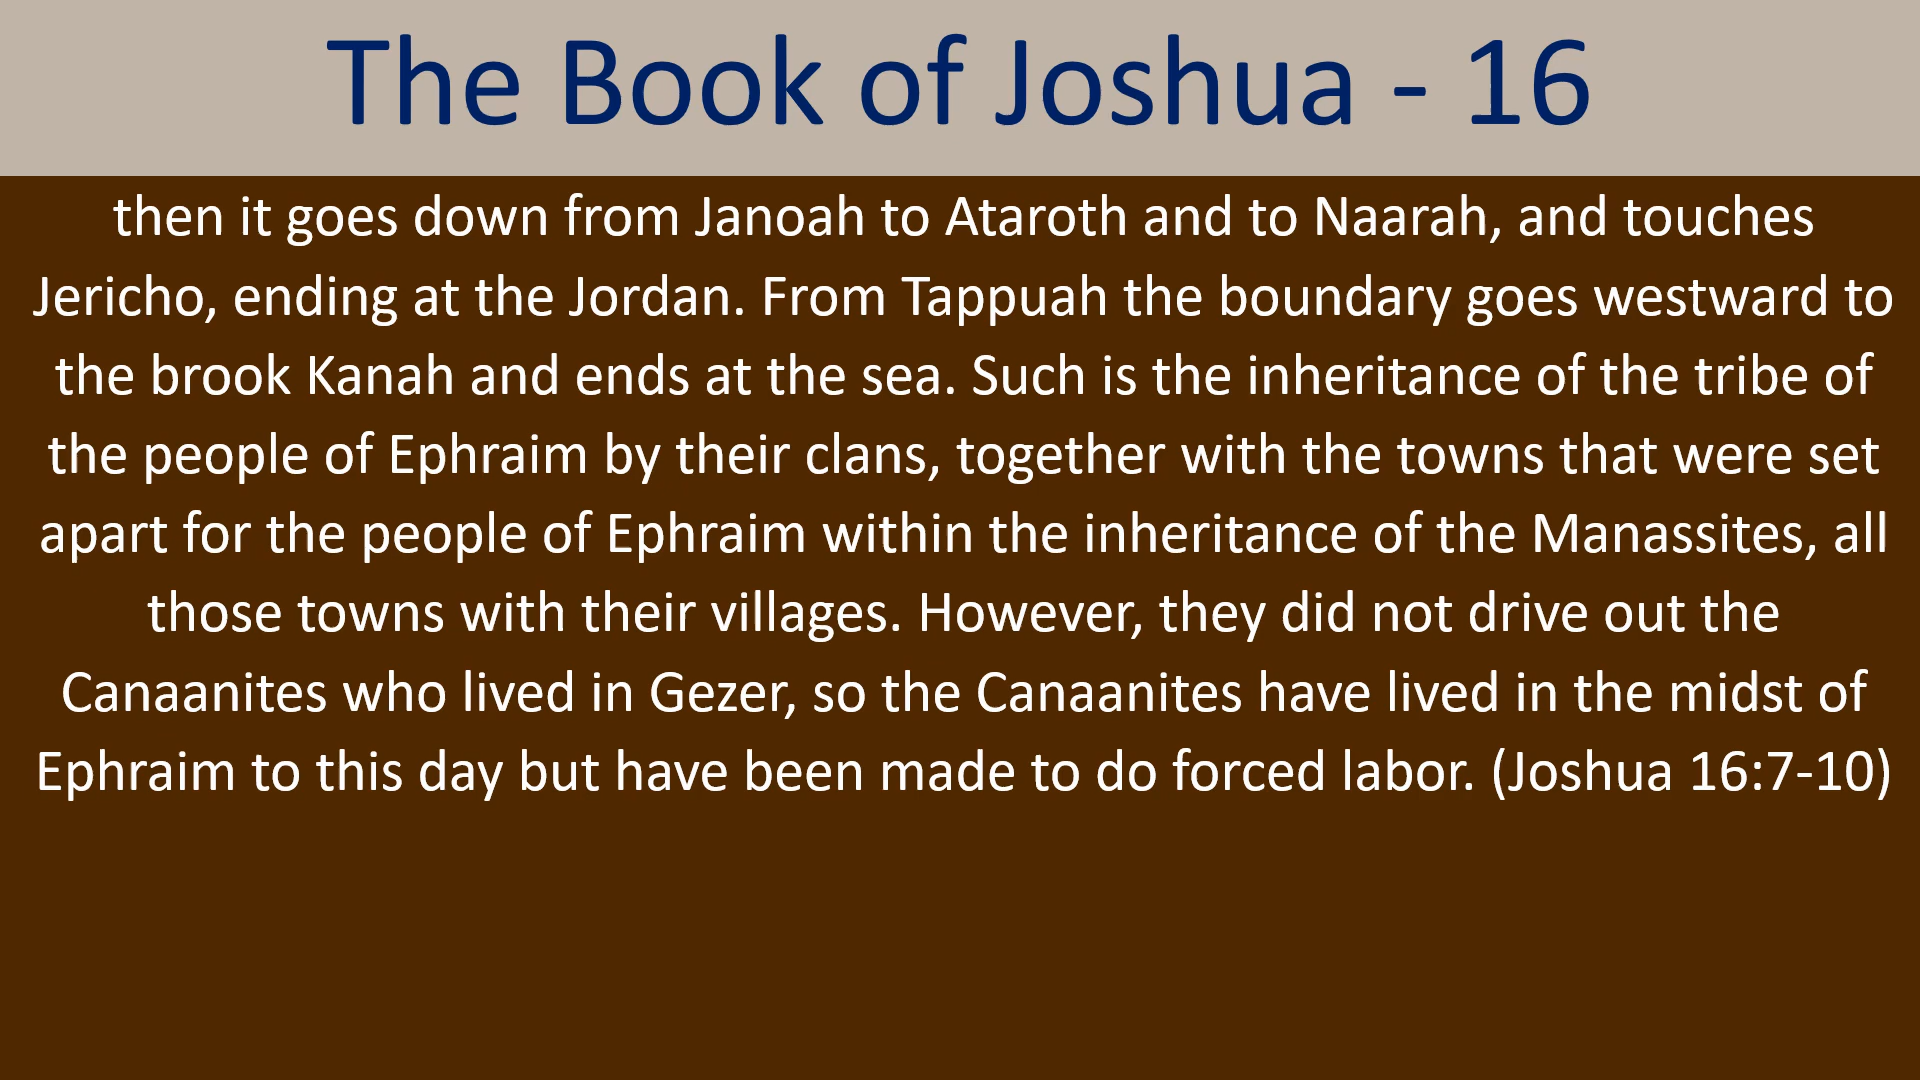 The Book of Joshua - 16
then it goes down from Janoah to Ataroth and to Naarah, and touches
Jericho, ending at the Jordan. From Tappuah the boundary goes westward to
the brook Kanah and ends at the sea. Such is the inheritance of the tribe of
the people of Ephraim by their clans, together with the towns that were set
apart for the people of Ephraim within the inheritance of the Manassites, all
those towns with their villages. However, they did not drive out the
Canaanites who lived in Gezer, so the Canaanites have lived in the midst of
Ephraim to this day but have been made to do forced labor. (Joshua 16:7-10)